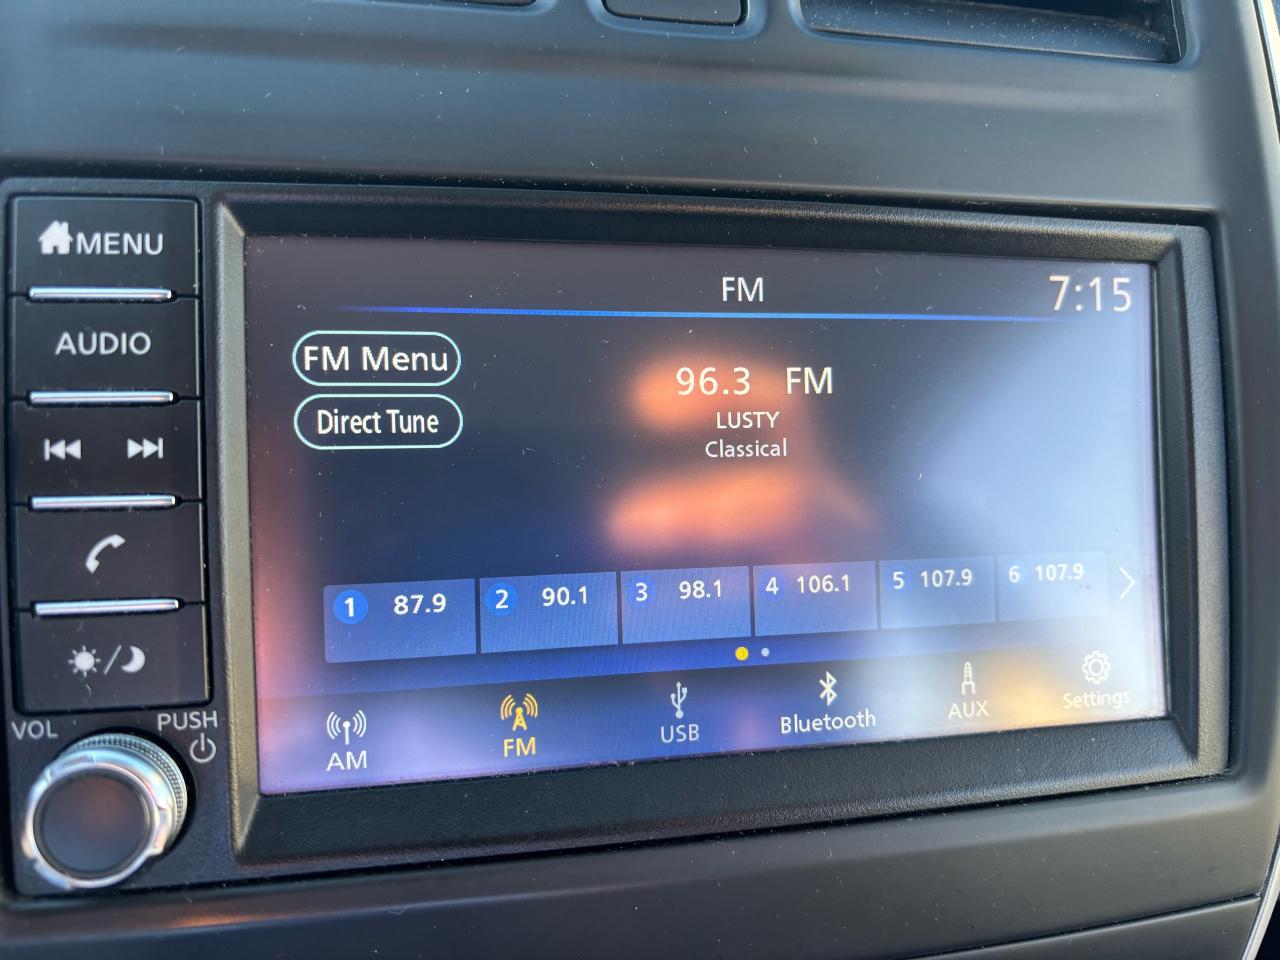 MENU
AUDIO
VOL
PUSH
FM
7:15
FM Menu
Direct Tune
96.3 FM
LUSTY
Classical
1 87.9
2 90.1
3 98.1
4 106.1
5 107.9
6 107.9
AM
FM
USB
Bluetooth
AUX
Settings